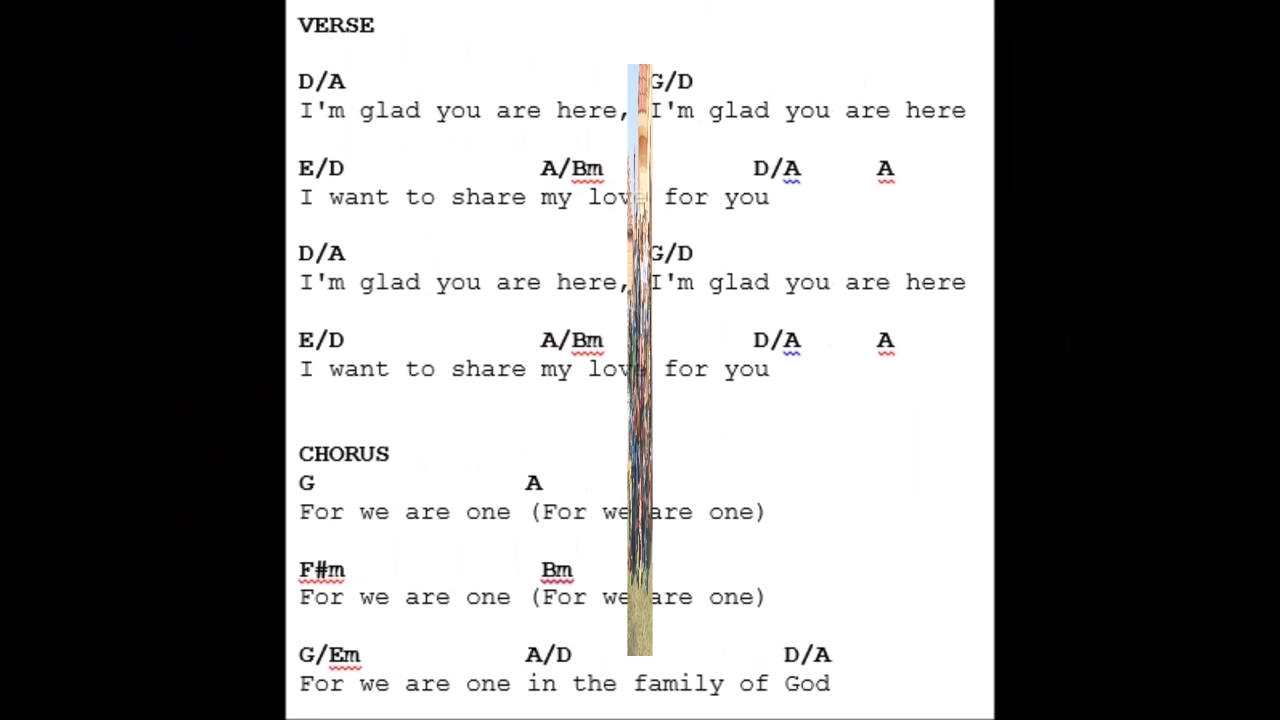 VERSE
D/A G/D
I'm glad you are here, I'm glad you are here
E/D A/Bm D/A A
I want to share my love for you
D/A G/D
I'm glad you are here, I'm glad you are here
E/D A/Bm D/A A
I want to share my love for you
CHORUS
G A
For we are one (For we are one)
F#m Bm
For we are one (For we are one)
G/Em A/D D/A
For we are one in the family of God